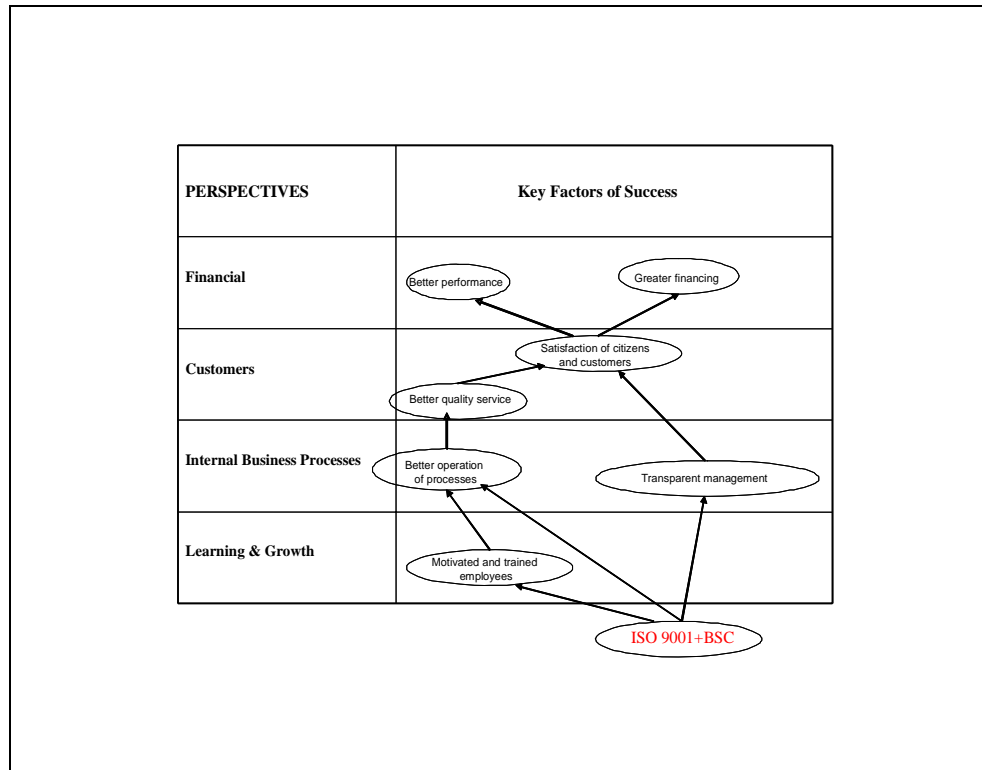 PERSPECTIVES
Key Factors of Success
Financial
Better performance
Greater financing
Customers
Satisfaction of citizens
and customers
Better quality service
Internal Business Processes
Better operation
of processes
Transparent management
Learning & Growth
Motivated and trained
employees
ISO 9001+BSC